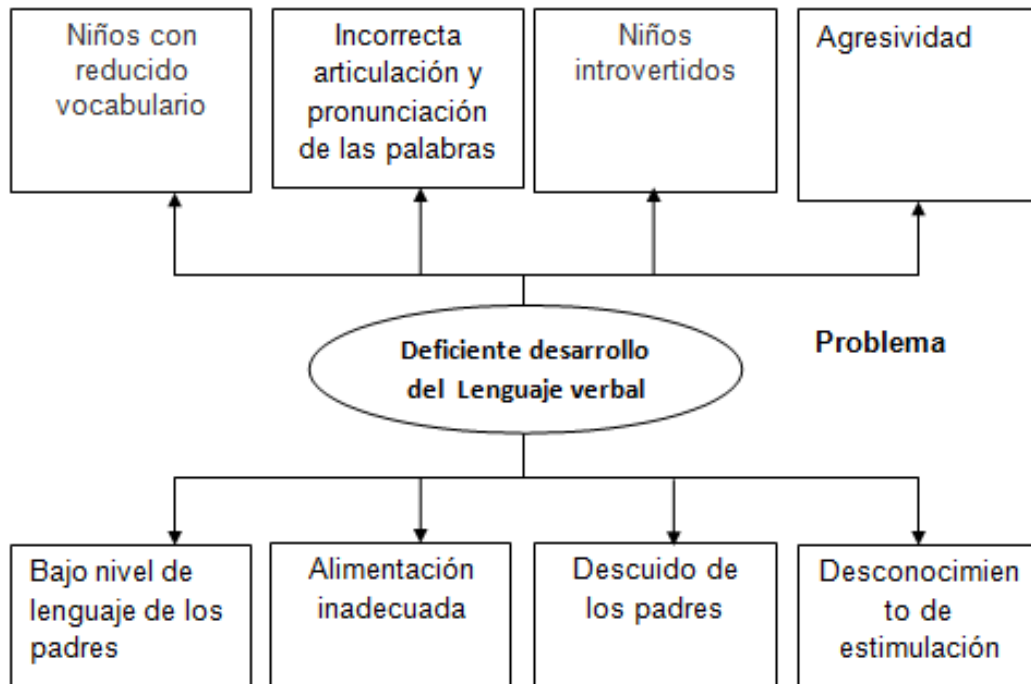 Niños con
reducido
vocabulario
Incorrecta
articulación y
pronunciación
de las palabras
Niños
introvertidos
Agresividad
Deficiente desarrollo
del Lenguaje verbal
Problema
Bajo nivel de
lenguaje de los
padres
Alimentación
inadecuada
Descuido de
los padres
Desconocimien
to de
estimulación